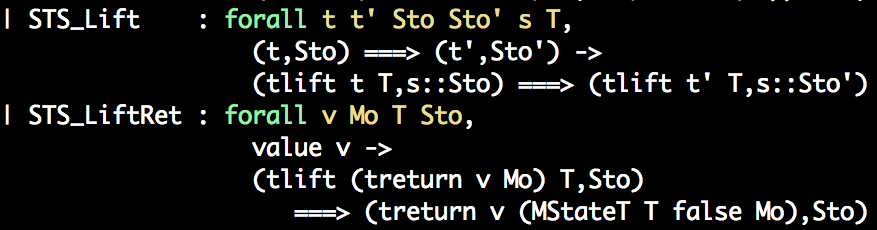 | STS_Lift    : forall t t' Sto Sto' s T,
                (t,Sto) ===> (t',Sto') ->
                (tlift t T,s::Sto) ===> (tlift t' T,s::Sto')
| STS_LiftRet : forall v Mo T Sto,
                value v ->
                (tlift (treturn v Mo) T,Sto)
                   ===> (treturn v (MStateT T false Mo),Sto)